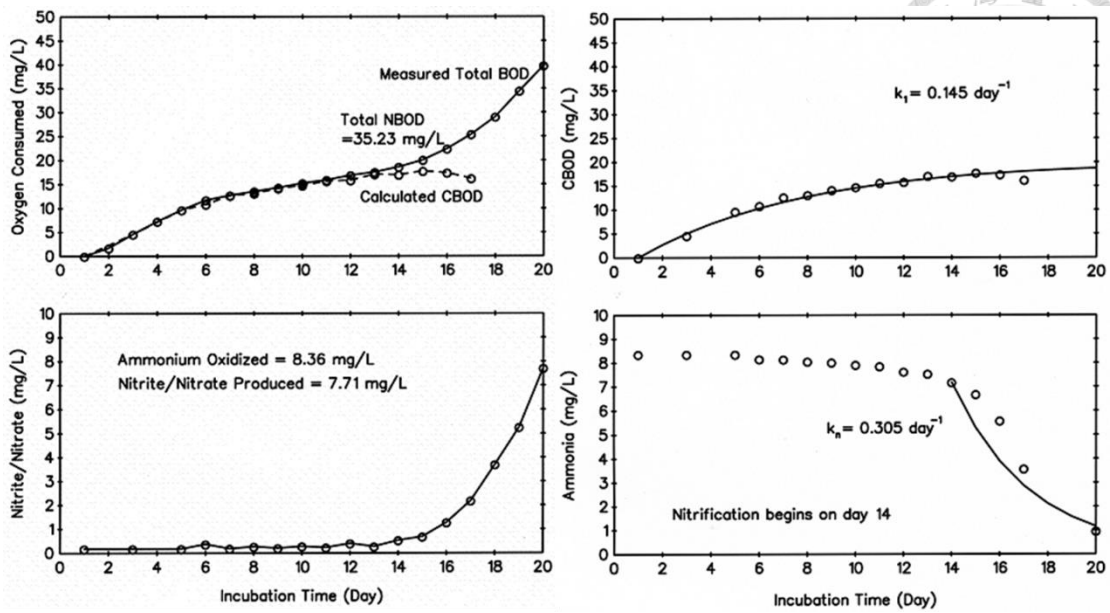 50
45
40
35
30
25
20
15
10
5
0
Oxygen Consumed (mg/L)
Measured Total BOD
Total NBOD
=35.23 mg/L
Calculated CBOD
0 2 4 6 8 10 12 14 16 18 20
50
45
40
35
30
25
20
15
10
5
0
CBOD (mg/L)
k1= 0.145 day-1
0 2 4 6 8 10 12 14 16 18 20
10
9
8
7
6
5
4
3
2
1
0
Nitrite/Nitrate (mg/L)
Ammonium Oxidized = 8.36 mg/L
Nitrite/Nitrate Produced = 7.71 mg/L
0 2 4 6 8 10 12 14 16 18 20
Incubation Time (Day)
10
9
8
7
6
5
4
3
2
1
0
Ammonia (mg/L)
kn= 0.305 day-1
Nitrification begins on day 14
0 2 4 6 8 10 12 14 16 18 20
Incubation Time (Day)